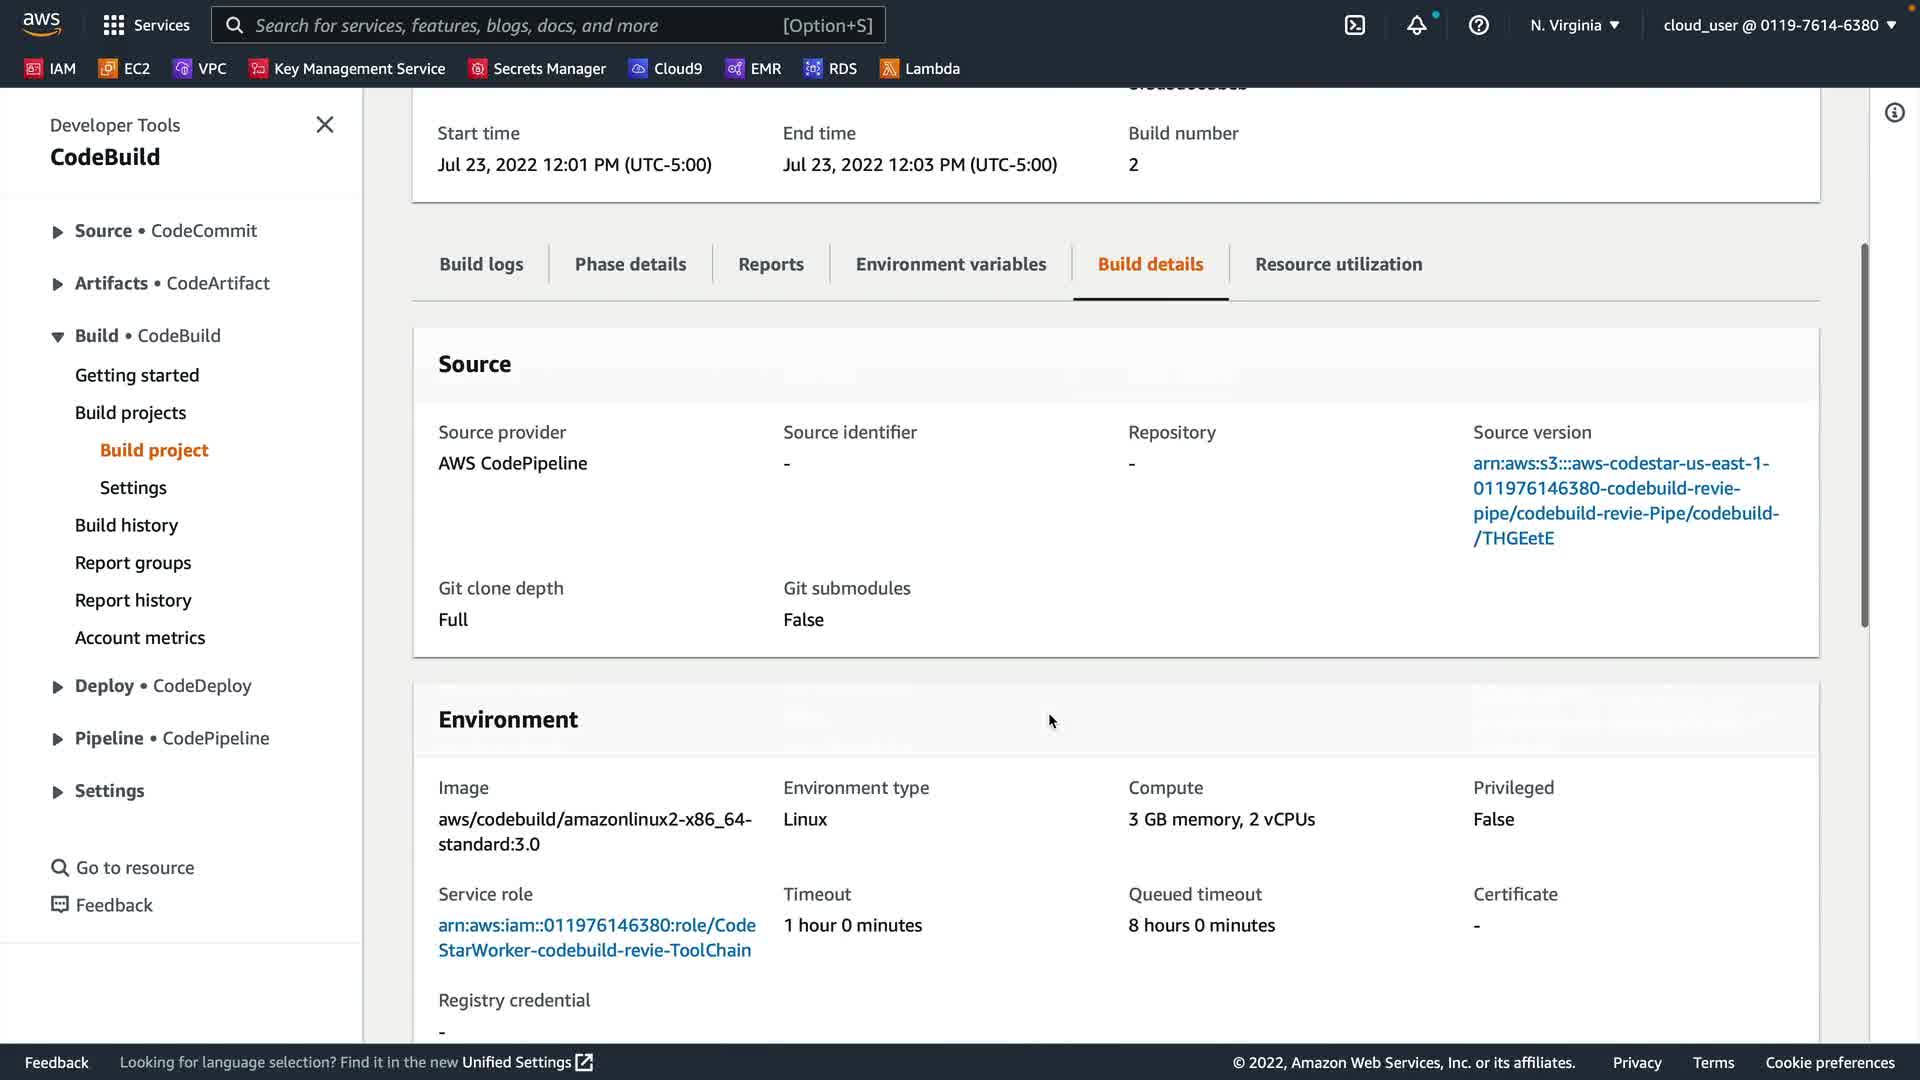 aws Services Search for services, features, blogs, docs, and more [Option+S] N. Virginia ▼ cloud_user @ 0119-7614-6380 ▼
IAM EC2 VPC Key Management Service Secrets Manager Cloud9 EMR RDS Lambda
Developer Tools
CodeBuild
Source • CodeCommit
Artifacts • CodeArtifact
Build • CodeBuild
Getting started
Build projects
Build project
Settings
Build history
Report groups
Report history
Account metrics
Deploy • CodeDeploy
Pipeline • CodePipeline
Settings
Go to resource
Feedback
Start time End time Build number
Jul 23, 2022 12:01 PM (UTC-5:00) Jul 23, 2022 12:03 PM (UTC-5:00) 2
Build logs Phase details Reports Environment variables Build details Resource utilization
Source
Source provider Source identifier Repository Source version
AWS CodePipeline - - arn:aws:s3:::aws-codestar-us-east-1-
011976146380-codebuild-revie-
pipe/codebuild-revie-Pipe/codebuild-
/THGEetE
Git clone depth Git submodules
Full False
Environment
Image Environment type Compute Privileged
aws/codebuild/amazonlinux2-x86_64- Linux 3 GB memory, 2 vCPUs False
standard:3.0
Service role Timeout Queued timeout Certificate
arn:aws:iam::011976146380:role/Code 1 hour 0 minutes 8 hours 0 minutes -
StarWorker-codebuild-revie-ToolChain
Registry credential
-
Feedback Looking for language selection? Find it in the new Unified Settings © 2022, Amazon Web Services, Inc. or its affiliates. Privacy Terms Cookie preferences